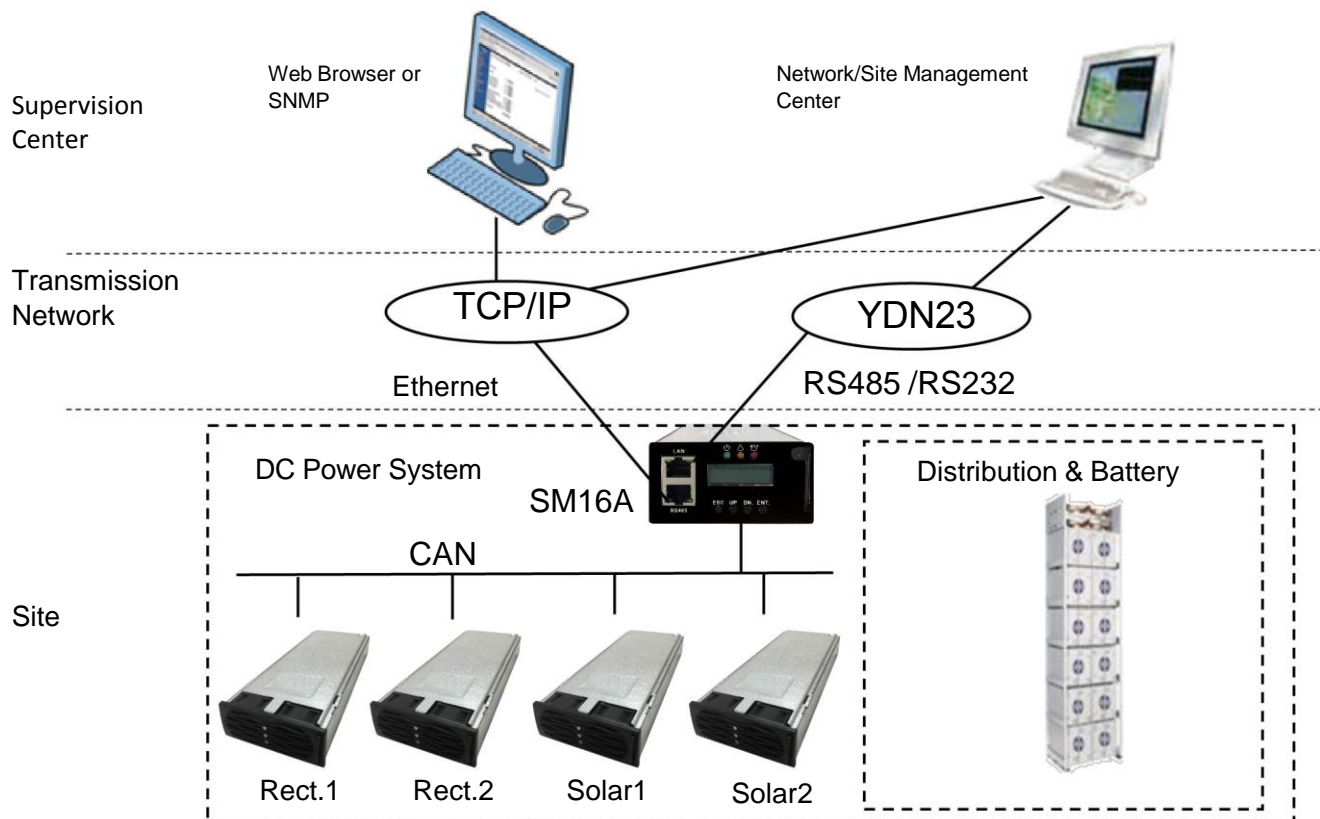 Web Browser or
SNMP
Network/Site Management
Center
Supervision
Center
Transmission
Network
TCP/IP
YDN23
Ethernet
RS485 /RS232
DC Power System
Distribution & Battery
SM16A
LAN
RS485
ESC UP DN. ENT.
CAN
Site
Rect.1
Rect.2
Solar1
Solar2